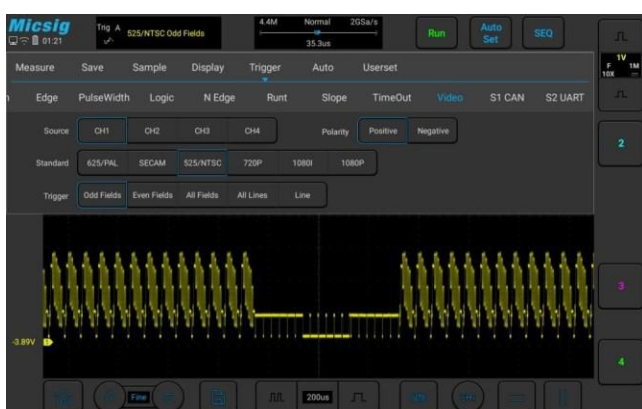 Micsig
Trig A
525/NTSC Odd Fields
4.4M Normal 2GSa/s
35.3us
Run
Auto
Set
SEQ
01:21
1V
F 1M
10X
Measure Save Sample Display Trigger Auto Userset
Edge PulseWidth Logic N Edge Runt Slope TimeOut Video S1 CAN S2 UART
Source CH1 CH2 CH3 CH4 Polarity Positive Negative
2
Standard 625/PAL SECAM 525/NTSC 720P 1080I 1080P
Trigger Odd Fields Even Fields All Fields All Lines Line
3
-3.89V
4
Fine 200us